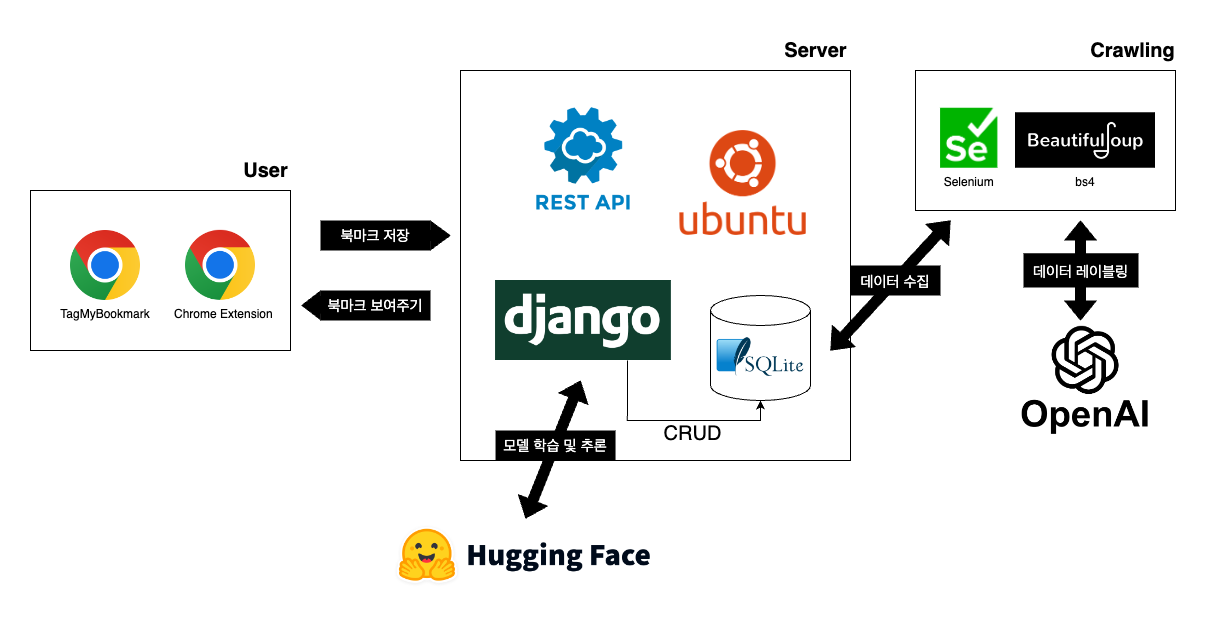 Server
Crawling
REST API
ubuntu
Se
BeautifulSoup
Selenium
bs4
User
북마크 저장
북마크 보여주기
TagMyBookmark
Chrome Extension
데이터 수집
데이터 레이블링
django
SQLite
OpenAI
CRUD
모델 학습 및 추론
Hugging Face